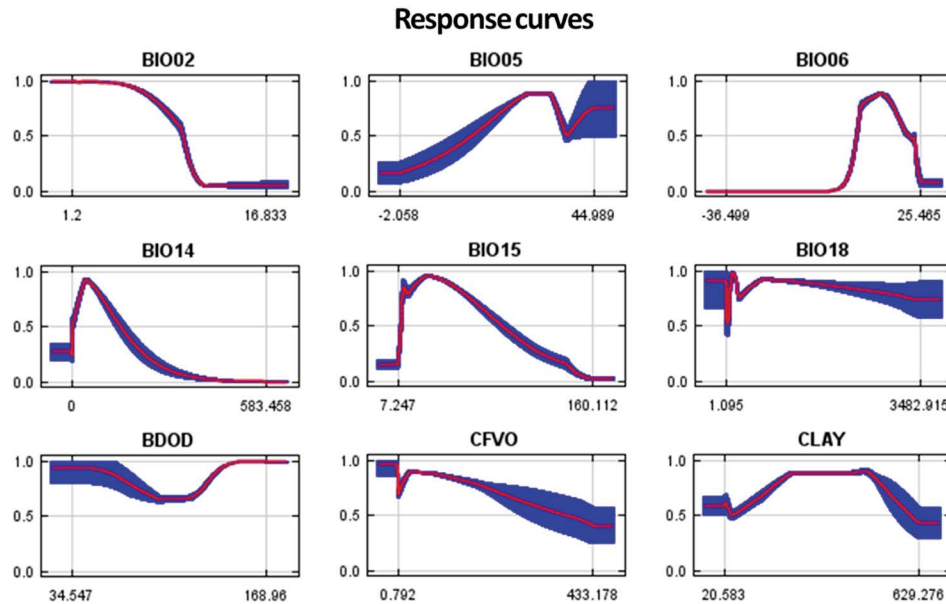 Response curves
BIO02 BIO05 BIO06
1.0 1.0 1.0
0.5 0.5 0.5
0.0 0.0 0.0
1.2 16.833 -2.058 44.989 -36.499 25.465
BIO14 BIO15 BIO18
1.0 1.0 1.0
0.5 0.5 0.5
0.0 0.0 0.0
0 583.458 7.247 160.112 1.095 3482.915
BDOD CFVO CLAY
1.0 1.0 1.0
0.5 0.5 0.5
0.0 0.0 0.0
34.547 168.96 0.792 433.178 20.583 629.276